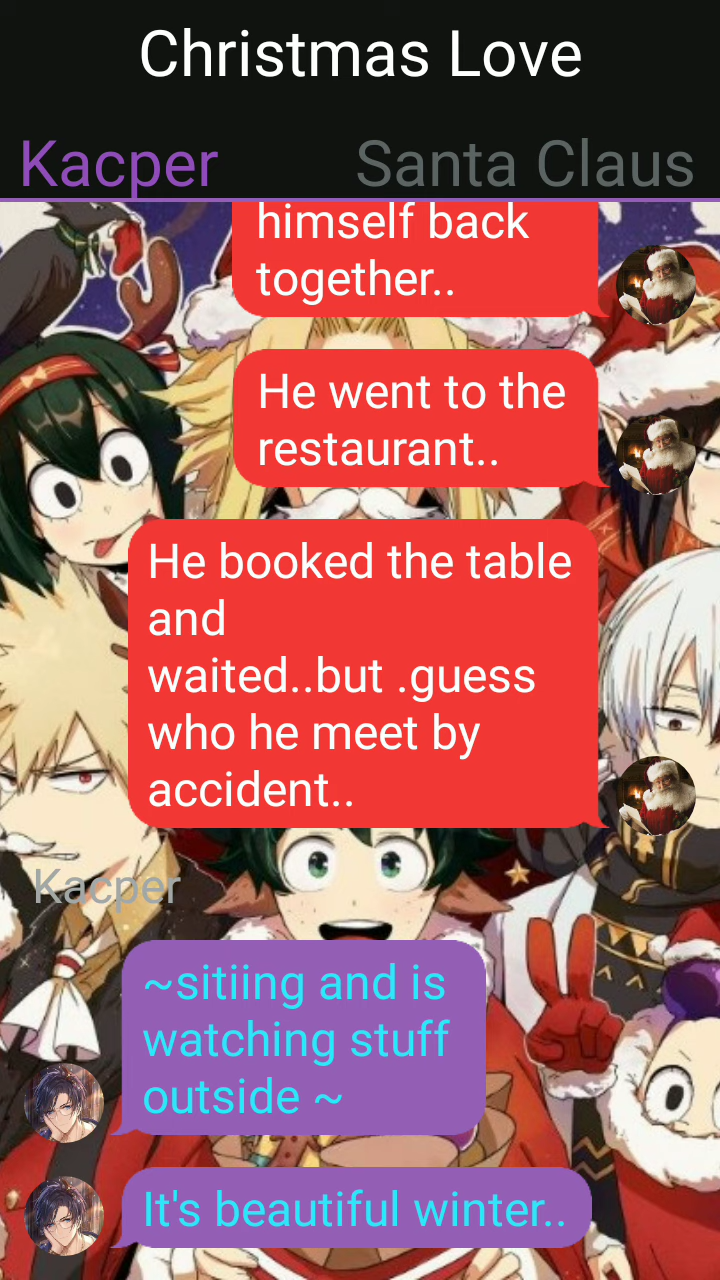 Christmas Love
Kacper Santa Claus
himself back
together..
He went to the
restaurant..
He booked the table
and
waited..but .guess
who he meet by
accident..
Kacper
~sitiing and is
watching stuff
outside ~
It's beautiful winter..